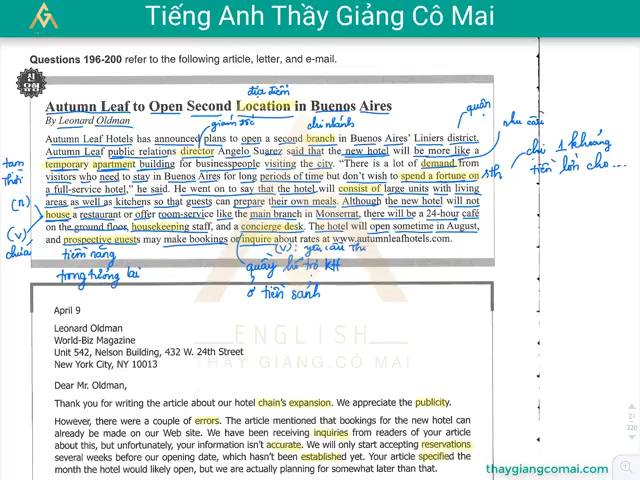 Tiếng Anh Thầy Giảng Cô Mai
Questions 196-200 refer to the following article, letter, and e-mail.
địa điểm
Autumn Leaf to Open Second Location in Buenos Aires
quận
By Leonard Oldman
giám đốc
chi nhánh
nhu cầu
Autumn Leaf Hotels has announced plans to open a second branch in Buenos Aires' Liniers district,
Autumn Leaf public relations director Angelo Suarez said that the new hotel will be more like a
chi 1 khoảng
tiền lớn cho...
sth
tạm
thời
temporary apartment building for businesspeople visiting the city. "There is a lot of demand from
visitors who need to stay in Buenos Aires for long periods of time but don't wish to spend a fortune on
a full-service hotel," he said. He went on to say that the hotel will consist of large units with living
areas as well as kitchens so that guests can prepare their own meals. Although the new hotel will not
(n)
house a restaurant or offer room-service like the main branch in Monserrat, there will be a 24-hour café
(v)
on the ground floor, housekeeping staff, and a concierge desk. The hotel will open sometime in August,
and prospective guests may make bookings or inquire about rates at www.autumnleafhotels.com.
chứa
tiềm năng
(v): yêu cầu
trong tương lai
quầy hỗ trợ KH
ở tiền sảnh
April 9
Leonard Oldman
World-Biz Magazine
Unit 542, Nelson Building, 432 W. 24th Street
New York City, NY 10013
ENGLISH
THẦY GIẢNG.CÔ MAI
Dear Mr. Oldman,
Thank you for writing the article about our hotel chain's expansion. We appreciate the publicity.
However, there were a couple of errors. The article mentioned that bookings for the new hotel can
already be made on our Web site. We have been receiving inquiries from readers of your article
about this, but unfortunately, your information isn't accurate. We will only start accepting reservations
several weeks before our opening date, which hasn't been established yet. Your article specified the
month the hotel would likely open, but we are actually planning for somewhat later than that.
21
220
thaygiangcomai.com